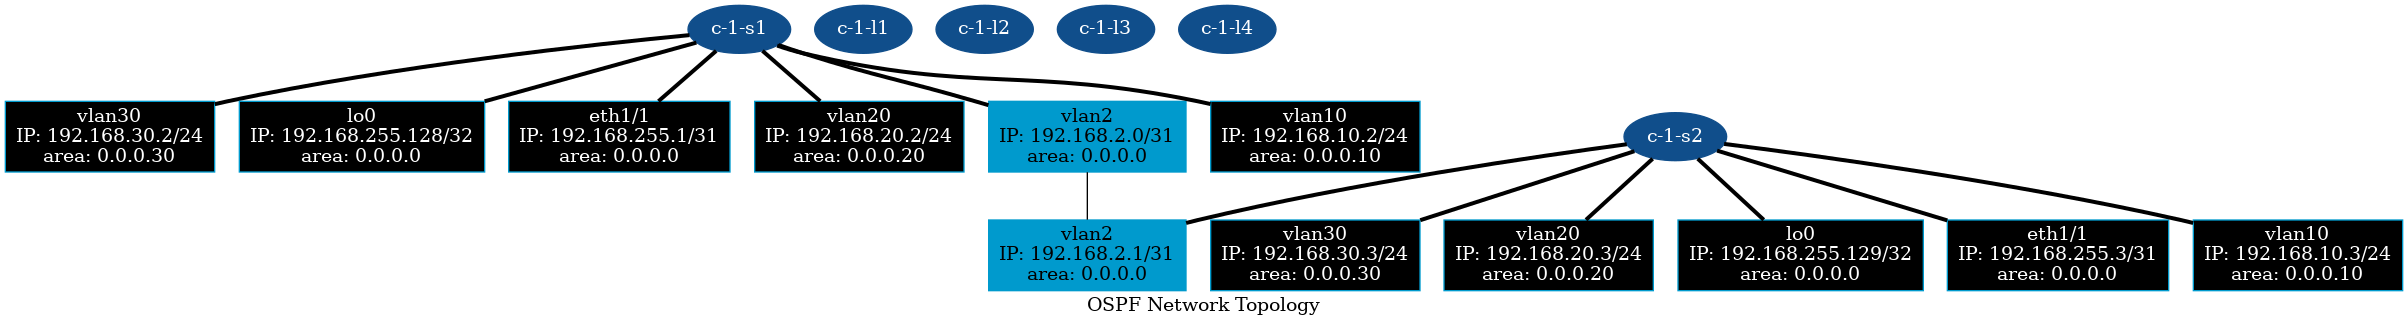 c-1-s1
c-1-l1
c-1-l2
c-1-l3
c-1-l4
vlan30
IP: 192.168.30.2/24
area: 0.0.0.30
lo0
IP: 192.168.255.128/32
area: 0.0.0.0
eth1/1
IP: 192.168.255.1/31
area: 0.0.0.0
vlan20
IP: 192.168.20.2/24
area: 0.0.0.20
vlan2
IP: 192.168.2.0/31
area: 0.0.0.0
vlan10
IP: 192.168.10.2/24
area: 0.0.0.10
c-1-s2
vlan2
IP: 192.168.2.1/31
area: 0.0.0.0
vlan30
IP: 192.168.30.3/24
area: 0.0.0.30
vlan20
IP: 192.168.20.3/24
area: 0.0.0.20
lo0
IP: 192.168.255.129/32
area: 0.0.0.0
eth1/1
IP: 192.168.255.3/31
area: 0.0.0.0
vlan10
IP: 192.168.10.3/24
area: 0.0.0.10
OSPF Network Topology